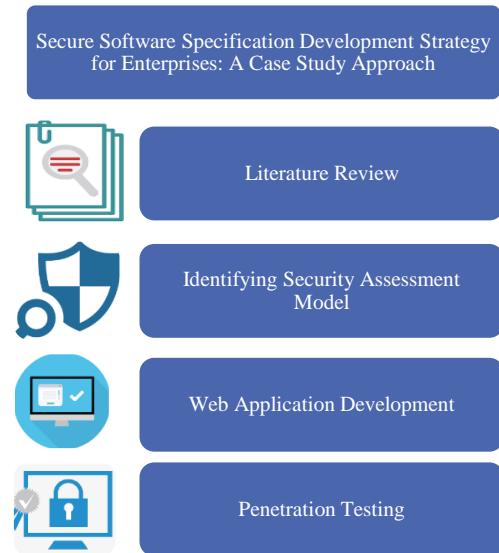 Secure Software Specification Development Strategy
for Enterprises: A Case Study Approach
Literature Review
Identifying Security Assessment
Model
Web Application Development
Penetration Testing